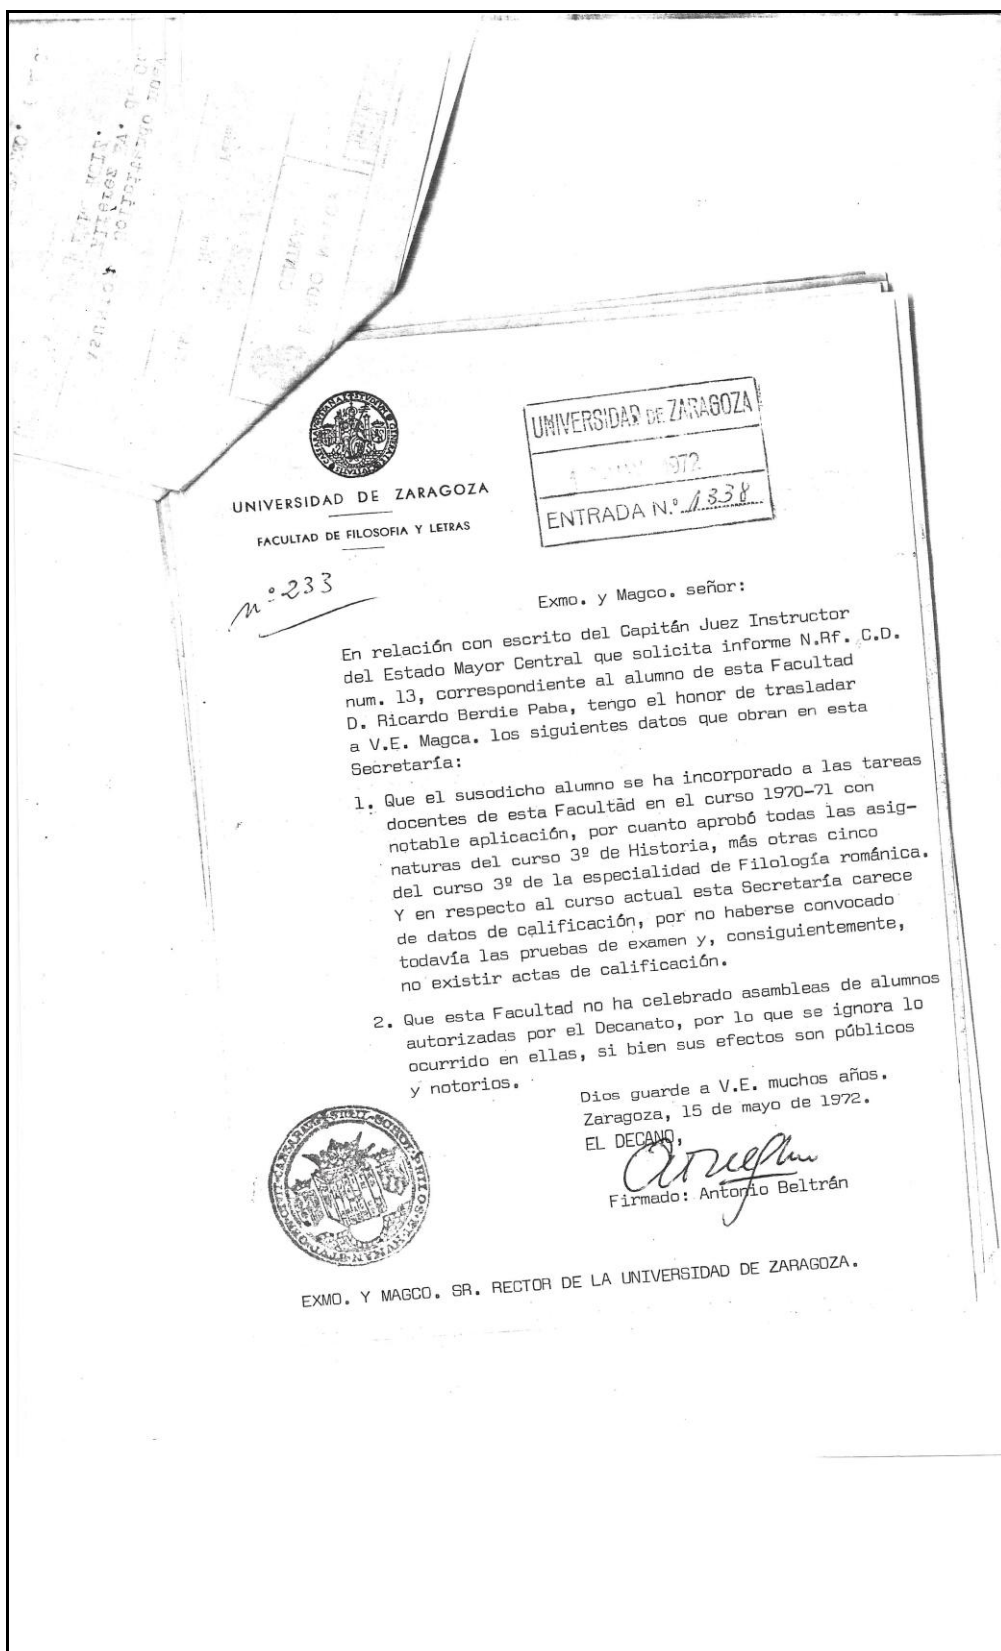 UNIVERSIDAD DE ZARAGOZA
FACULTAD DE FILOSOFIA Y LETRAS
nº 233
UNIVERSIDAD DE ZARAGOZA
1972
ENTRADA N.º 1338
Exmo. y Magco. señor:
En relación con escrito del Capitán Juez Instructor
del Estado Mayor Central que solicita informe N.Rf. C.D.
num. 13, correspondiente al alumno de esta Facultad
D. Ricardo Berdie Paba, tengo el honor de trasladar
a V.E. Magca. los siguientes datos que obran en esta
Secretaría:
1. Que el susodicho alumno se ha incorporado a las tareas
docentes de esta Facultad en el curso 1970-71 con
notable aplicación, por cuanto aprobó todas las asig-
naturas del curso 3º de Historia, más otras cinco
del curso 3º de la especialidad de Filología románica.
Y en respecto al curso actual esta Secretaría carece
de datos de calificación, por no haberse convocado
todavía las pruebas de examen y, consiguientemente,
no existir actas de calificación.
2. Que esta Facultad no ha celebrado asambleas de alumnos
autorizadas por el Decanato, por lo que se ignora lo
ocurrido en ellas, si bien sus efectos son públicos
y notorios.
Dios guarde a V.E. muchos años.
Zaragoza, 15 de mayo de 1972.
EL DECANO,
Firmado: Antonio Beltrán
EXMO. Y MAGCO. SR. RECTOR DE LA UNIVERSIDAD DE ZARAGOZA.